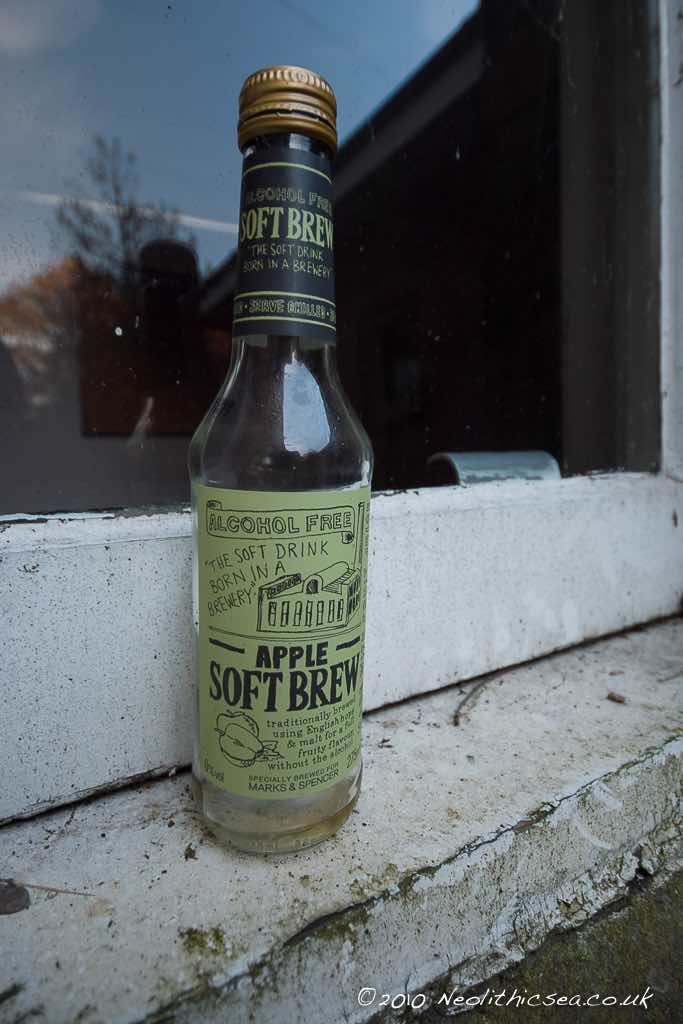 ALCOHOL FREE
SOFT BREW
"THE SOFT DRINK
BORN IN A BREWERY"
SERVE CHILLED
ALCOHOL FREE
"THE SOFT DRINK
BORN IN A
BREWERY"
APPLE
SOFT BREW
traditionally brewed
using English hops
& malt for a full
fruity flavour
without the alcohol
SPECIALLY BREWED FOR
MARKS & SPENCER
©2010 Neolithicsea.co.uk